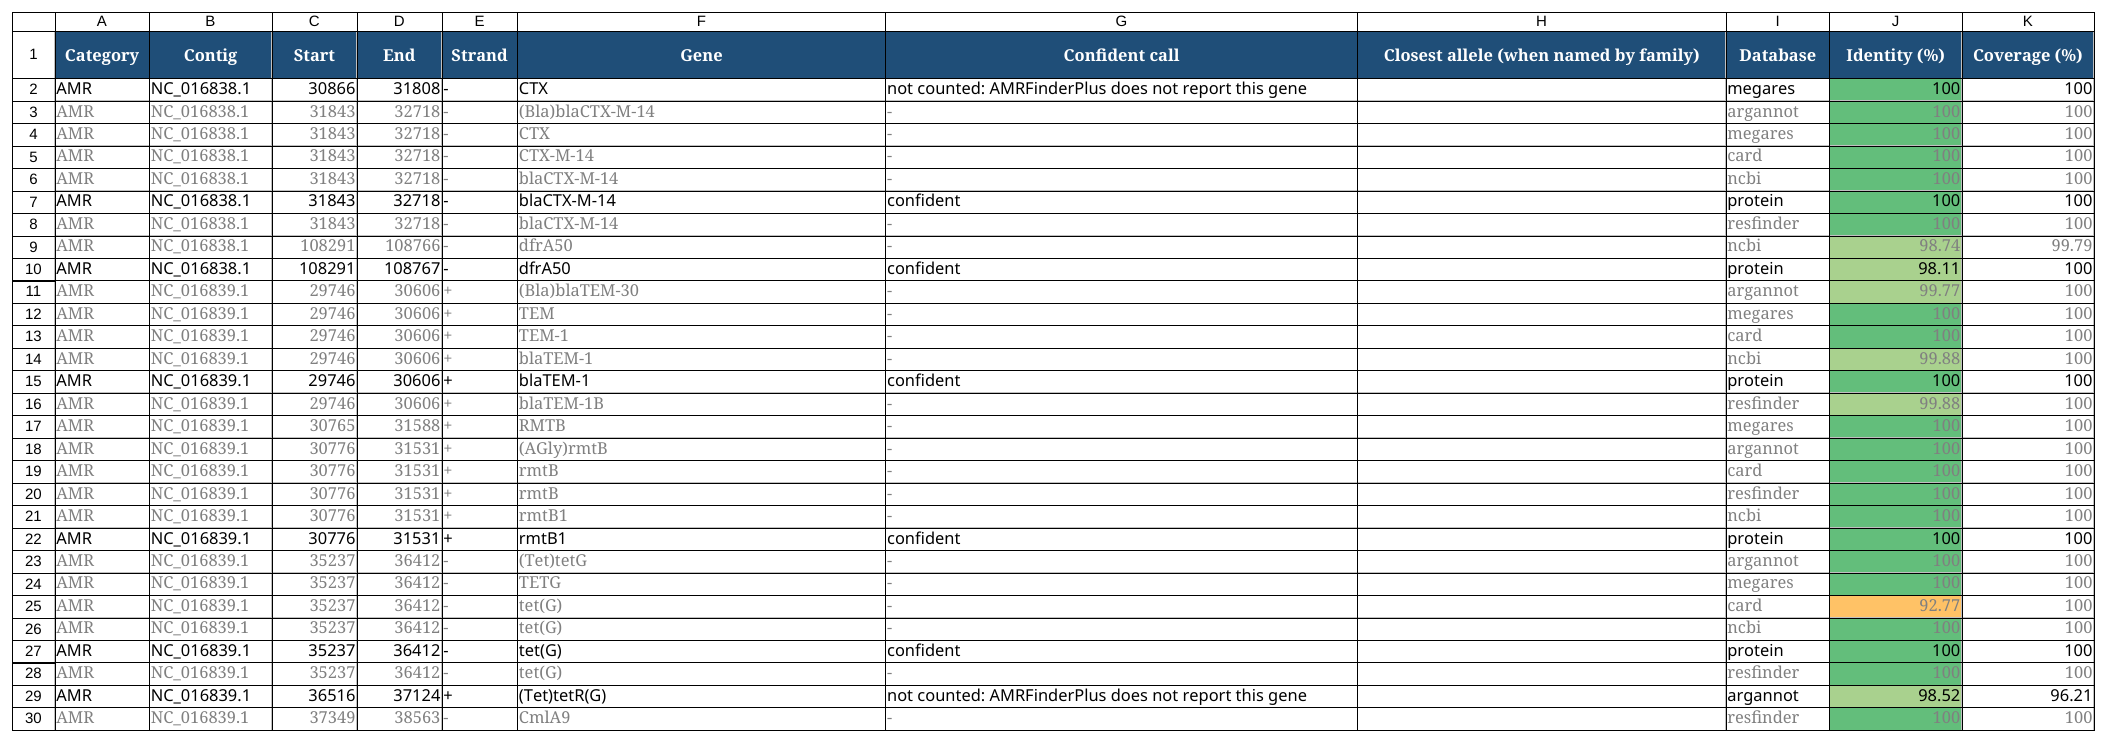 A B C D E F G H I J K
1 Category Contig Start End Strand Gene Confident call Closest allele (when named by family) Database Identity (%) Coverage (%)
2 AMR NC_016838.1 30866 31808 - CTX not counted: AMRFinderPlus does not report this gene megares 100 100
3 AMR NC_016838.1 31843 32718 - (Bla)blaCTX-M-14 - argannot 100 100
4 AMR NC_016838.1 31843 32718 - CTX - megares 100 100
5 AMR NC_016838.1 31843 32718 - CTX-M-14 - card 100 100
6 AMR NC_016838.1 31843 32718 - blaCTX-M-14 - ncbi 100 100
7 AMR NC_016838.1 31843 32718 - blaCTX-M-14 confident protein 100 100
8 AMR NC_016838.1 31843 32718 - blaCTX-M-14 - resfinder 100 100
9 AMR NC_016838.1 108291 108766 - dfrA50 - ncbi 98.74 99.79
10 AMR NC_016838.1 108291 108767 - dfrA50 confident protein 98.11 100
11 AMR NC_016839.1 29746 30606 + (Bla)blaTEM-30 - argannot 99.77 100
12 AMR NC_016839.1 29746 30606 + TEM - megares 100 100
13 AMR NC_016839.1 29746 30606 + TEM-1 - card 100 100
14 AMR NC_016839.1 29746 30606 + blaTEM-1 - ncbi 99.88 100
15 AMR NC_016839.1 29746 30606 + blaTEM-1 confident protein 100 100
16 AMR NC_016839.1 29746 30606 + blaTEM-1B - resfinder 99.88 100
17 AMR NC_016839.1 30765 31588 + RMTB - megares 100 100
18 AMR NC_016839.1 30776 31531 + (AGly)rmtB - argannot 100 100
19 AMR NC_016839.1 30776 31531 + rmtB - card 100 100
20 AMR NC_016839.1 30776 31531 + rmtB - resfinder 100 100
21 AMR NC_016839.1 30776 31531 + rmtB1 - ncbi 100 100
22 AMR NC_016839.1 30776 31531 + rmtB1 confident protein 100 100
23 AMR NC_016839.1 35237 36412 - (Tet)tetG - argannot 100 100
24 AMR NC_016839.1 35237 36412 - TETG - megares 100 100
25 AMR NC_016839.1 35237 36412 - tet(G) - card 92.77 100
26 AMR NC_016839.1 35237 36412 - tet(G) - ncbi 100 100
27 AMR NC_016839.1 35237 36412 - tet(G) confident protein 100 100
28 AMR NC_016839.1 35237 36412 - tet(G) - resfinder 100 100
29 AMR NC_016839.1 36516 37124 + (Tet)tetR(G) not counted: AMRFinderPlus does not report this gene argannot 98.52 96.21
30 AMR NC_016839.1 37349 38563 - CmlA9 - resfinder 100 100